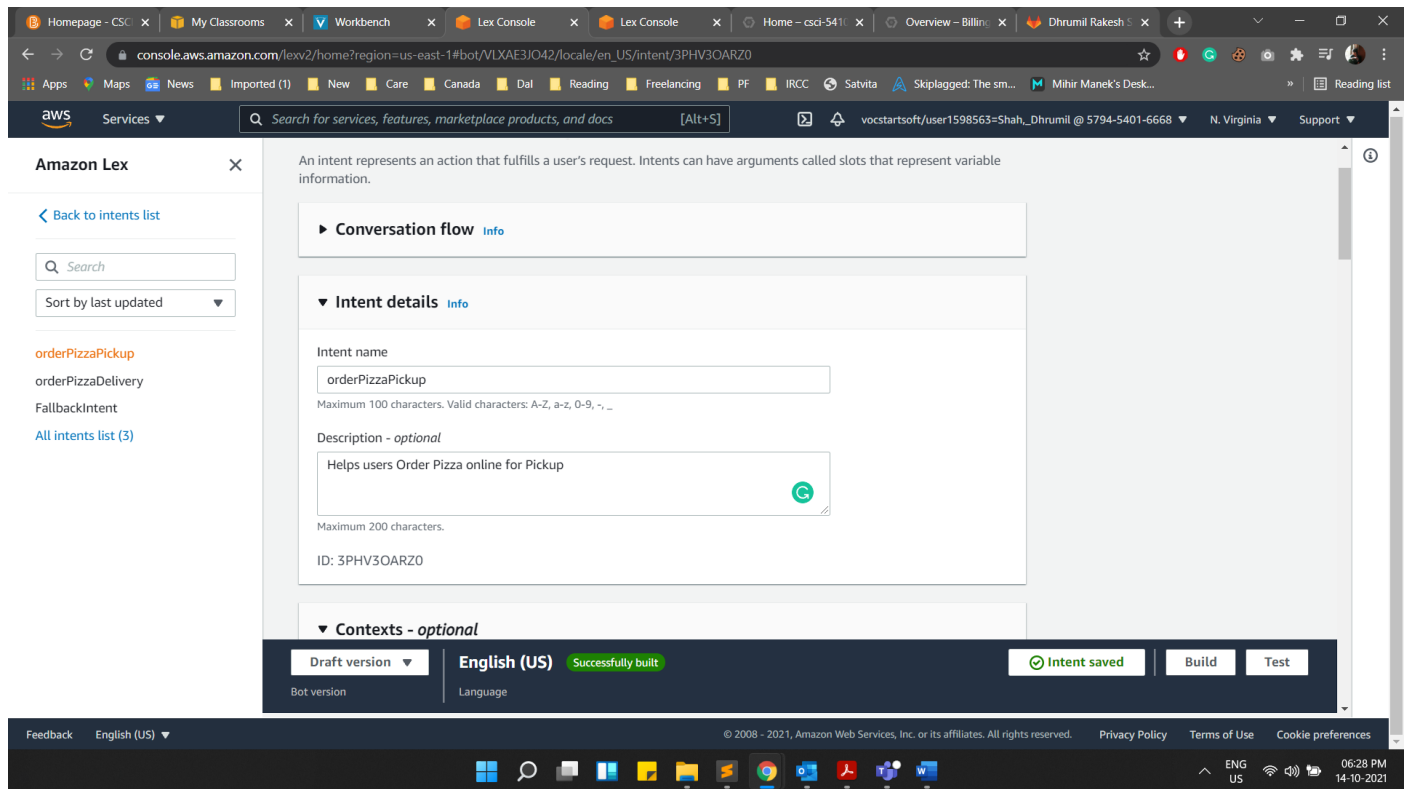 Homepage - CSC
My Classrooms
Workbench
Lex Console
Lex Console
Home – csci-541
Overview – Billing
Dhrumil Rakesh S
console.aws.amazon.com/lexv2/home?region=us-east-1#bot/VLXAE3JO42/locale/en_US/intent/3PHV3OARZ0
Apps
Maps
GE
News
Imported (1)
New
Care
Canada
Dal
Reading
Freelancing
PF
IRCC
Satvita
Skiplagged: The sm...
Mihir Manek's Desk...
»
Reading list
aws
Services ▼
Search for services, features, marketplace products, and docs
[Alt+S]
vocstartsoft/user1598563=Shah,_Dhrumil @ 5794-5401-6668 ▼
N. Virginia ▼
Support ▼
Amazon Lex
Back to intents list
Search
Sort by last updated
orderPizzaPickup
orderPizzaDelivery
FallbackIntent
All intents list (3)
An intent represents an action that fulfills a user's request. Intents can have arguments called slots that represent variable
information.
Conversation flow Info
Intent details Info
Intent name
orderPizzaPickup
Maximum 100 characters. Valid characters: A-Z, a-z, 0-9, -, _
Description - optional
Helps users Order Pizza online for Pickup
Maximum 200 characters.
ID: 3PHV3OARZ0
Contexts - optional
Draft version ▼
Bot version
English (US) Successfully built
Language
Intent saved
Build
Test
Feedback
English (US) ▼
© 2008 - 2021, Amazon Web Services, Inc. or its affiliates. All rights reserved.
Privacy Policy
Terms of Use
Cookie preferences
ENG
US
06:28 PM
14-10-2021